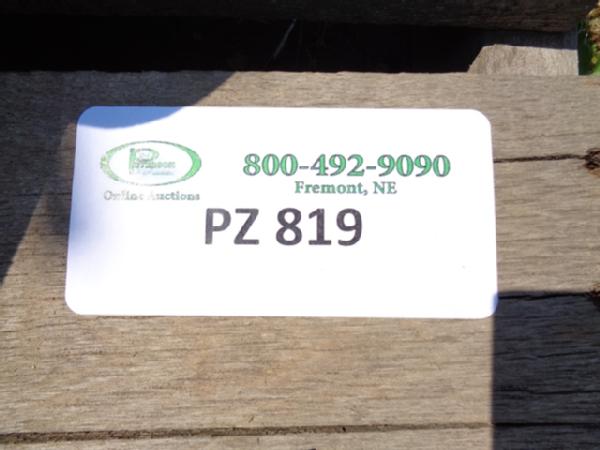 800-492-9090
Fremont, NE
Online Auctions
PZ 819